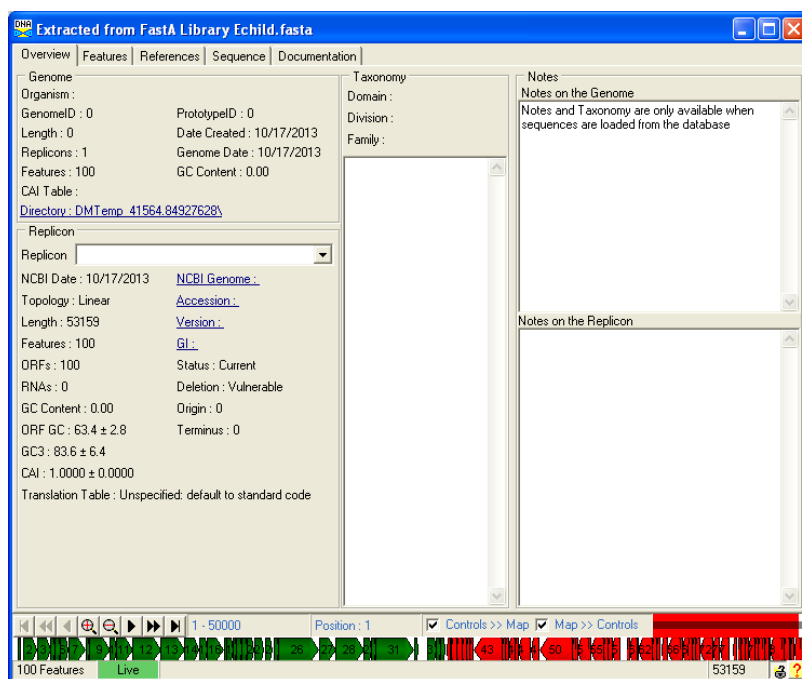 Extracted from FastA Library Echild.fasta
Overview Features References Sequence Documentation
Genome
Organism :
GenomeID : 0 PrototypeID : 0
Length : 0 Date Created : 10/17/2013
Replicons : 1 Genome Date : 10/17/2013
Features : 100 GC Content : 0.00
CAI Table :
Directory : DMTemp_41564.84927628\
Replicon
Replicon
NCBI Date : 10/17/2013 NCBI Genome :
Topology : Linear Accession :
Length : 53159 Version :
Features : 100 GI :
ORFs : 100 Status : Current
RNAs : 0 Deletion : Vulnerable
GC Content : 0.00 Origin : 0
ORF GC : 63.4 ± 2.8 Terminus : 0
GC3 : 83.6 ± 6.4
CAI : 1.0000 ± 0.0000
Translation Table : Unspecified: default to standard code
Taxonomy
Domain :
Division :
Family :
Notes
Notes on the Genome
Notes and Taxonomy are only available when
sequences are loaded from the database
Notes on the Replicon
1 - 50000 Position : 1 Controls >> Map Map >> Controls
9 12 13 26 27 28 31 43 50
100 Features Live 53159